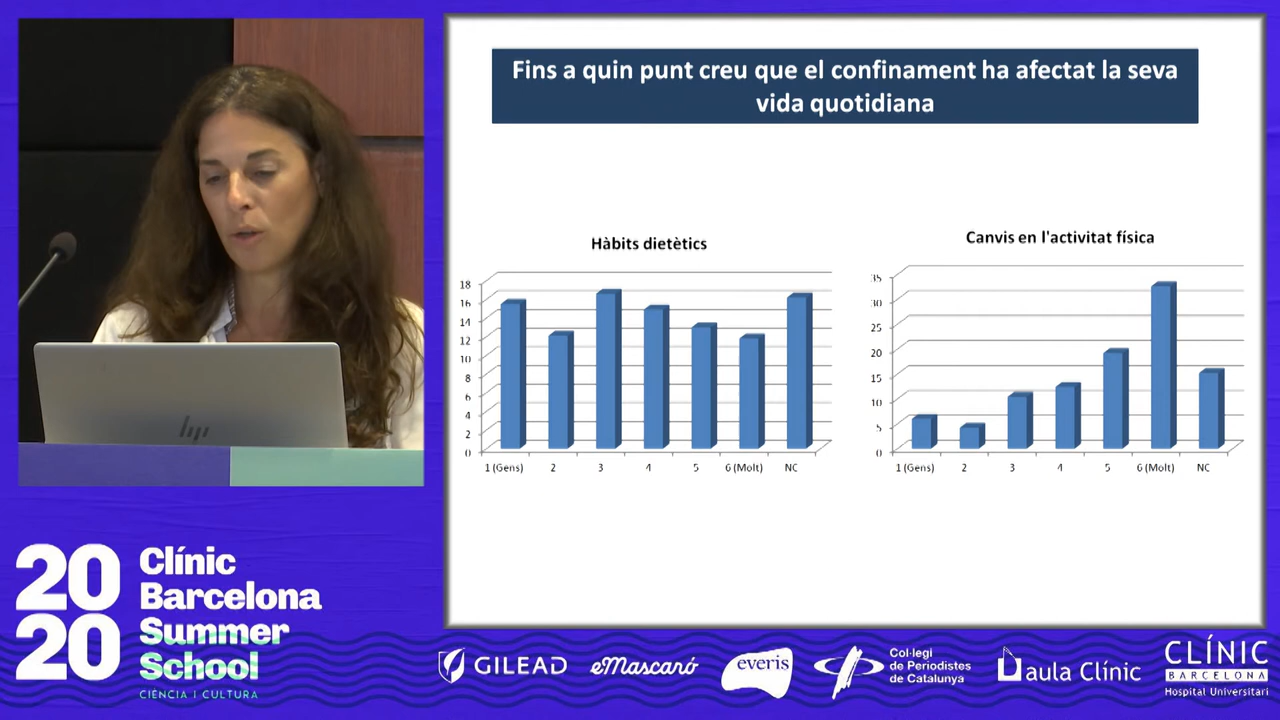 Fins a quin punt creu que el confinament ha afectat la seva
vida quotidiana
Hàbits dietètics
18
16
14
12
10
8
6
4
2
0
1 (Gens)
2
3
4
5
6 (Molt)
NC
Canvis en l'activitat física
35
30
25
20
15
10
5
0
1 (Gens)
2
3
4
5
6 (Molt)
NC
hp
20
20
Clínic
Barcelona
Summer
School
CIÈNCIA I CULTURA
GILEAD
eMascaró
everis
Col·legi
de Periodistes
de Catalunya
aula Clínic
CLÍNIC
BARCELONA
Hospital Universitari